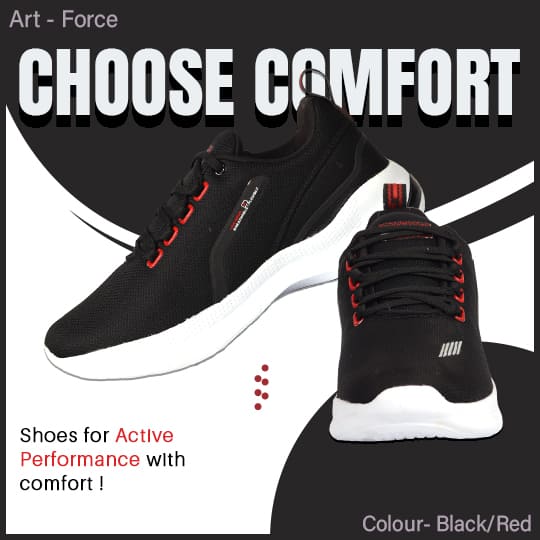 Art - Force
CHOOSE COMFORT
Shoes for Active
Performance with
comfort !
Colour- Black/Red